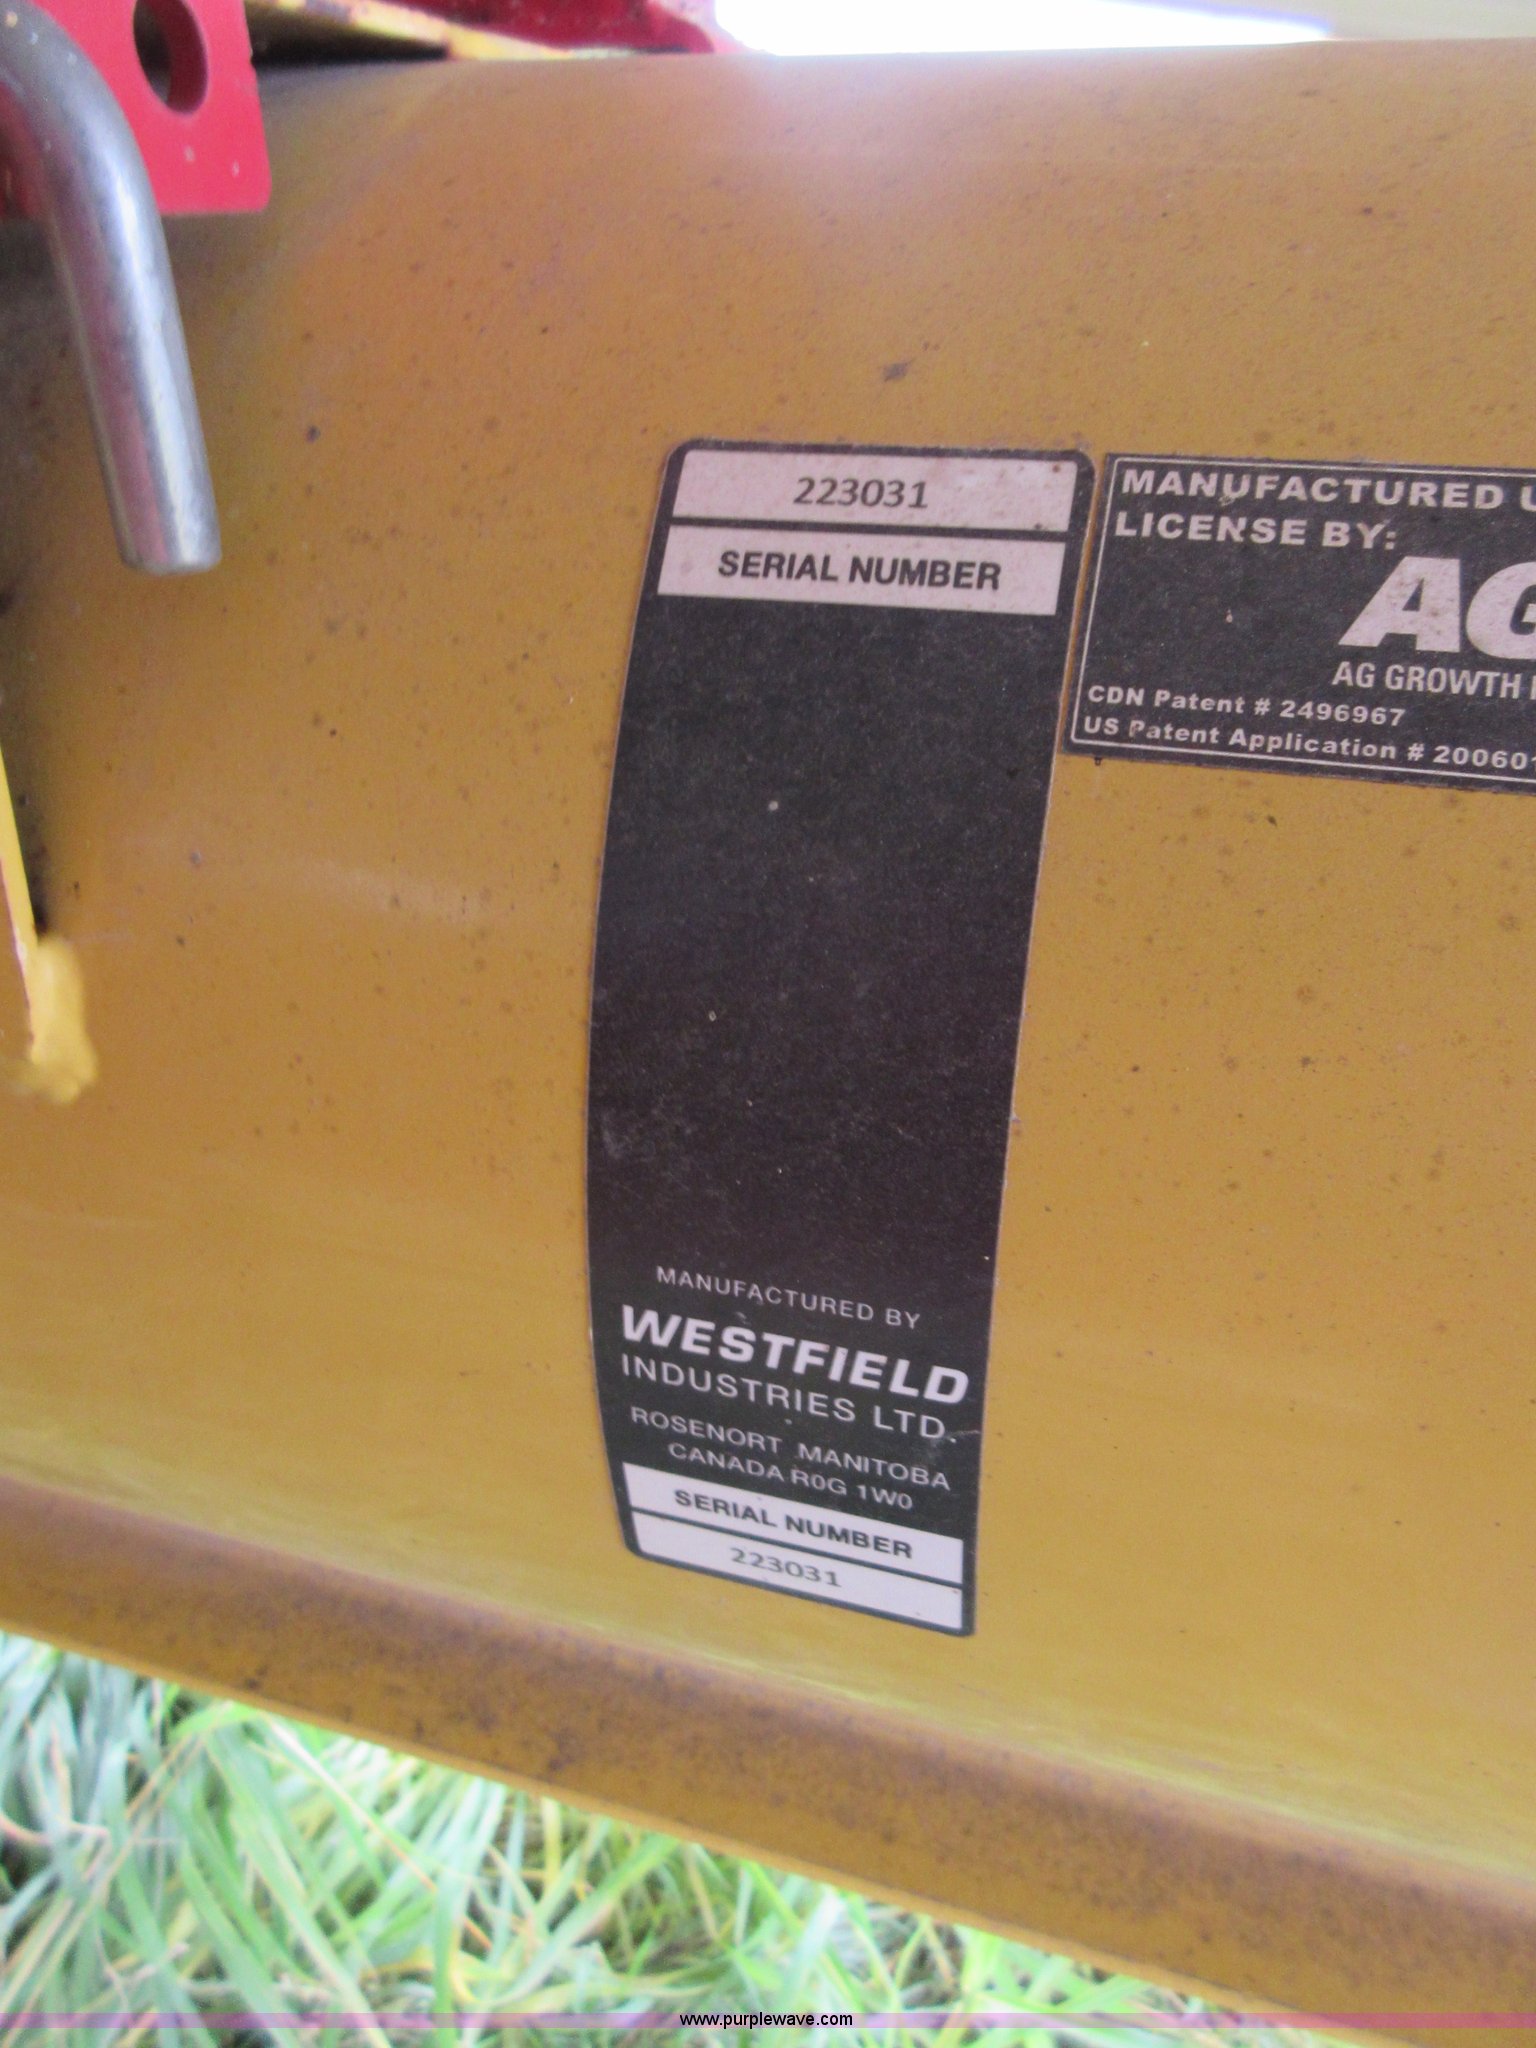 223031
SERIAL NUMBER
MANUFACTURED BY
WESTFIELD
INDUSTRIES LTD.
ROSENORT MANITOBA
CANADA R0G 1W0
SERIAL NUMBER
223031
MANUFACTURED U
LICENSE BY:
AG
AG GROWTH
CDN Patent # 2496967
US Patent Application # 200601
www.purplewave.com